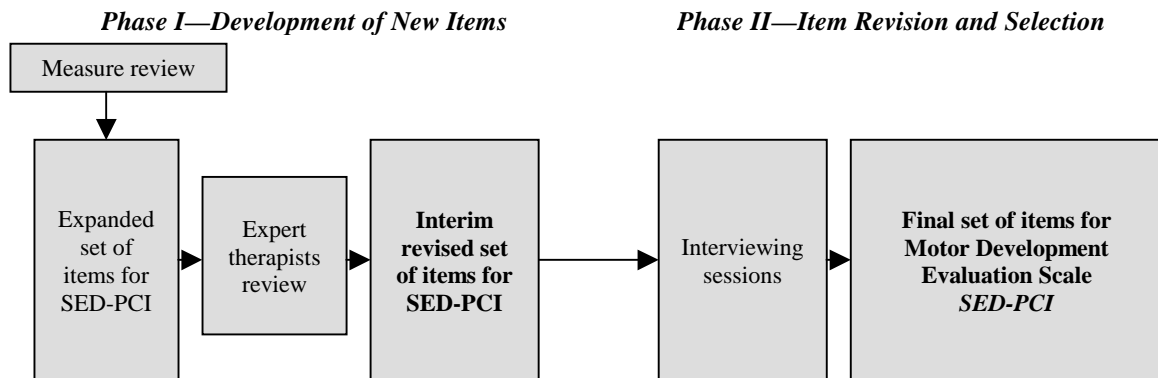 Phase I—Development of New Items
Phase II—Item Revision and Selection
Measure review
Expanded
set of
items for
SED-PCI
Expert
therapists
review
Interim
revised set
of items for
SED-PCI
Interviewing
sessions
Final set of items for
Motor Development
Evaluation Scale
SED-PCI